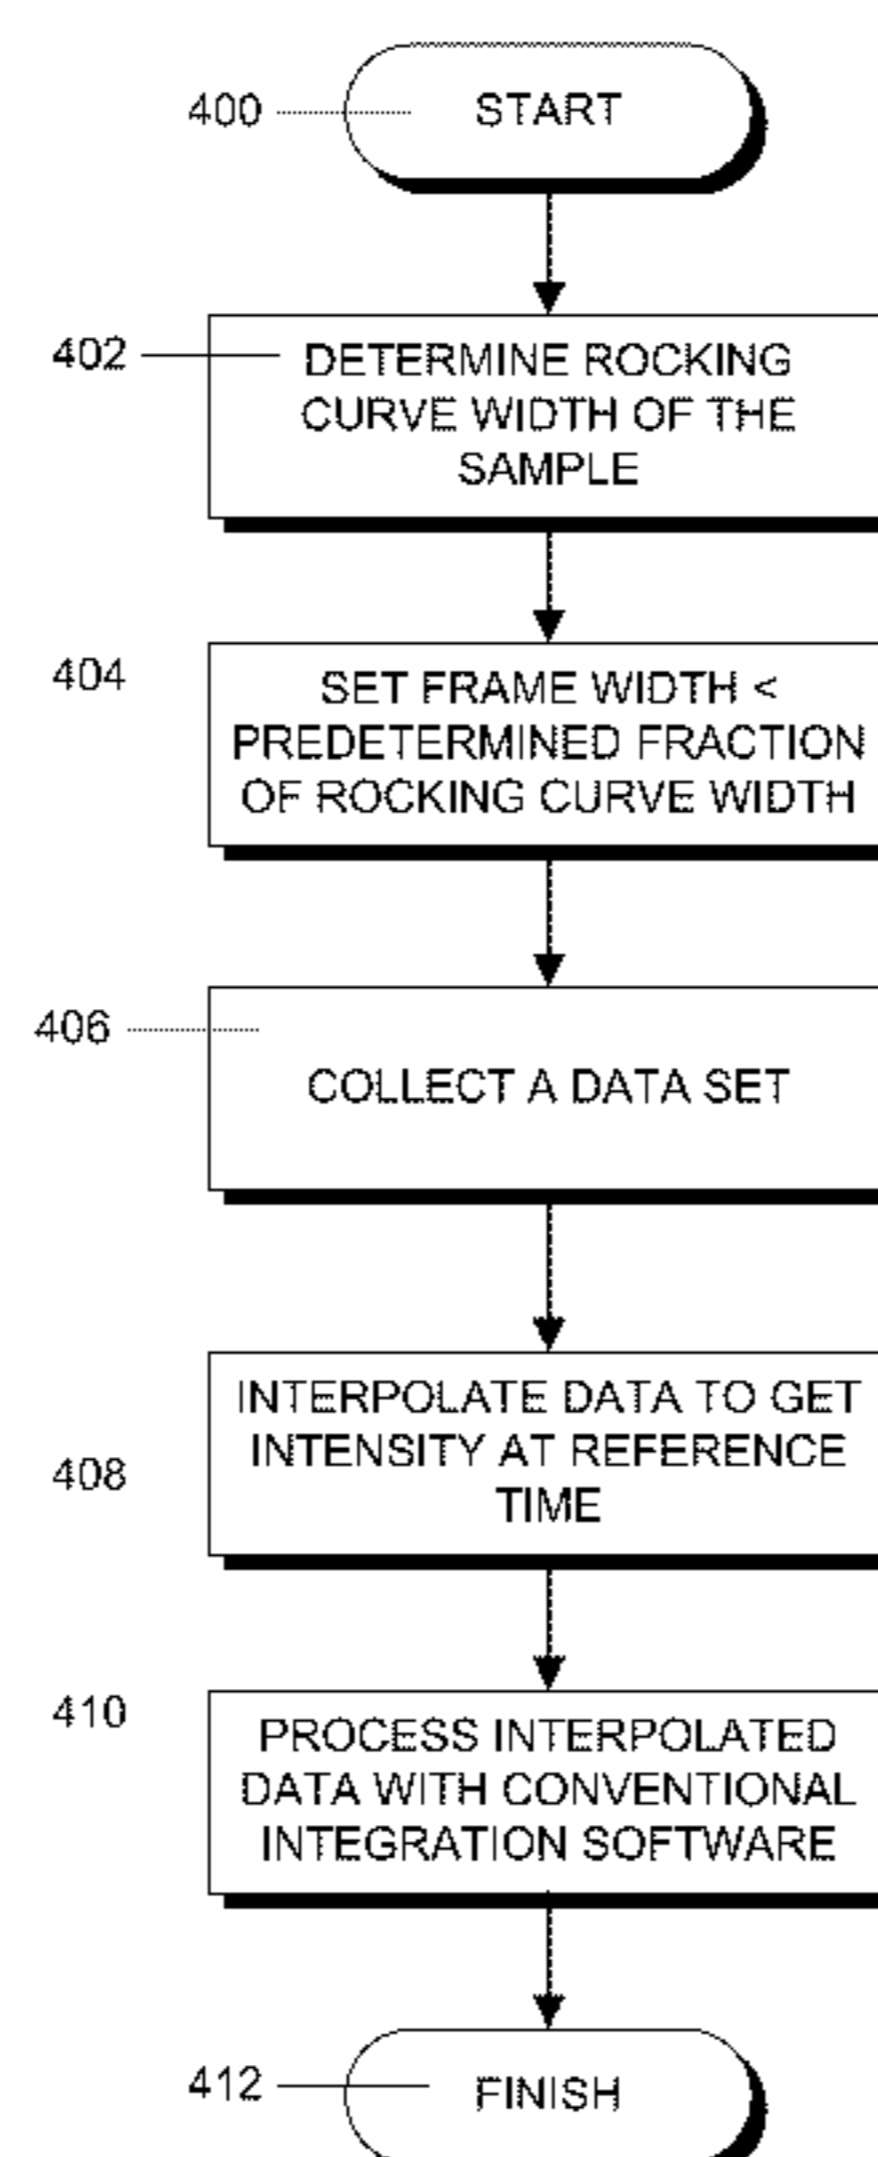 400 START
402 DETERMINE ROCKING
CURVE WIDTH OF THE
SAMPLE
404 SET FRAME WIDTH <
PREDETERMINED FRACTION
OF ROCKING CURVE WIDTH
406
COLLECT A DATA SET
INTERPOLATE DATA TO GET
INTENSITY AT REFERENCE
408
TIME
410
PROCESS INTERPOLATED
DATA WITH CONVENTIONAL
INTEGRATION SOFTWARE
412 FINISH